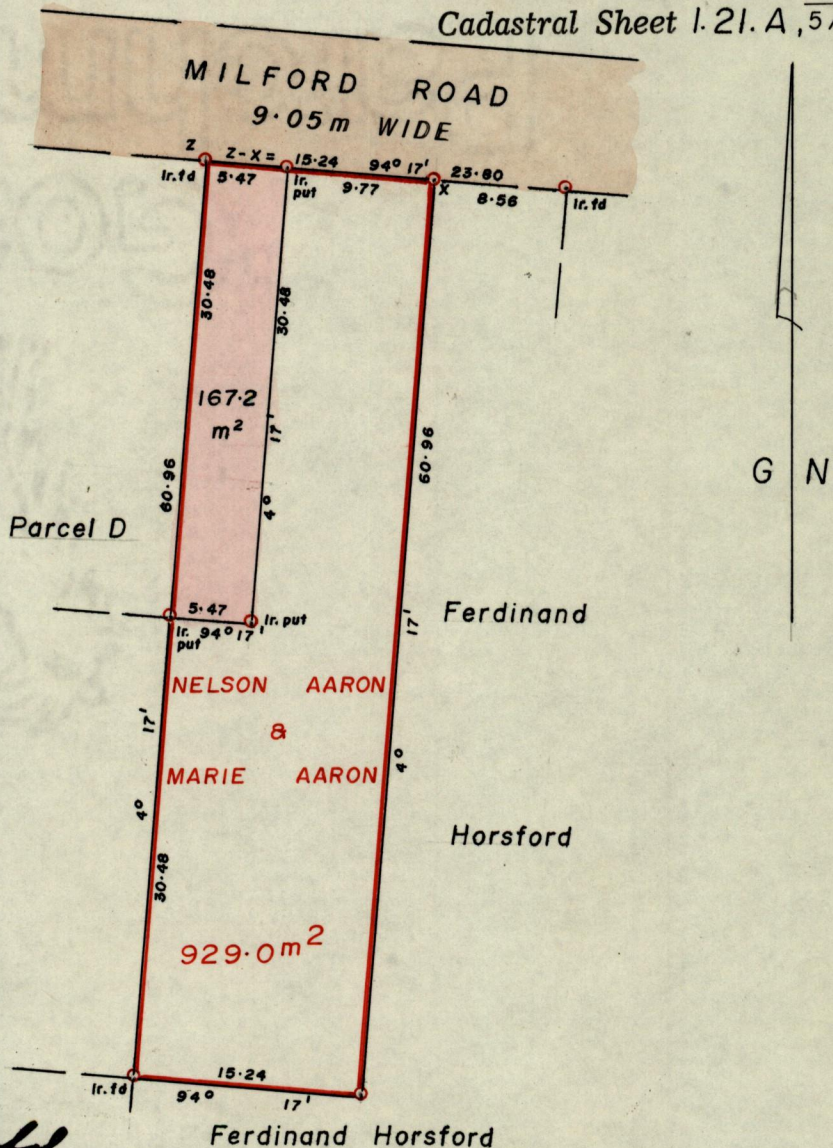 Cadastral Sheet 1.21.A,
MILFORD ROAD
9·05m WIDE
Z Z-X = 15·24 94° 17' 23·80
Ir.fd 5·47 Ir. put 9·77 X 8·56 Ir.fd
30·48 30·48
167·2
m²
17'
60·96 60·96
G N
4°
Parcel D
5·47 Ir. put
Ir. put 94° 17'
Ferdinand
17'
NELSON AARON
17'
&
MARIE AARON
4°
4°
Horsford
30·48
929·0m²
15·24
Ir.fd
94° 17'
Ferdinand Horsford